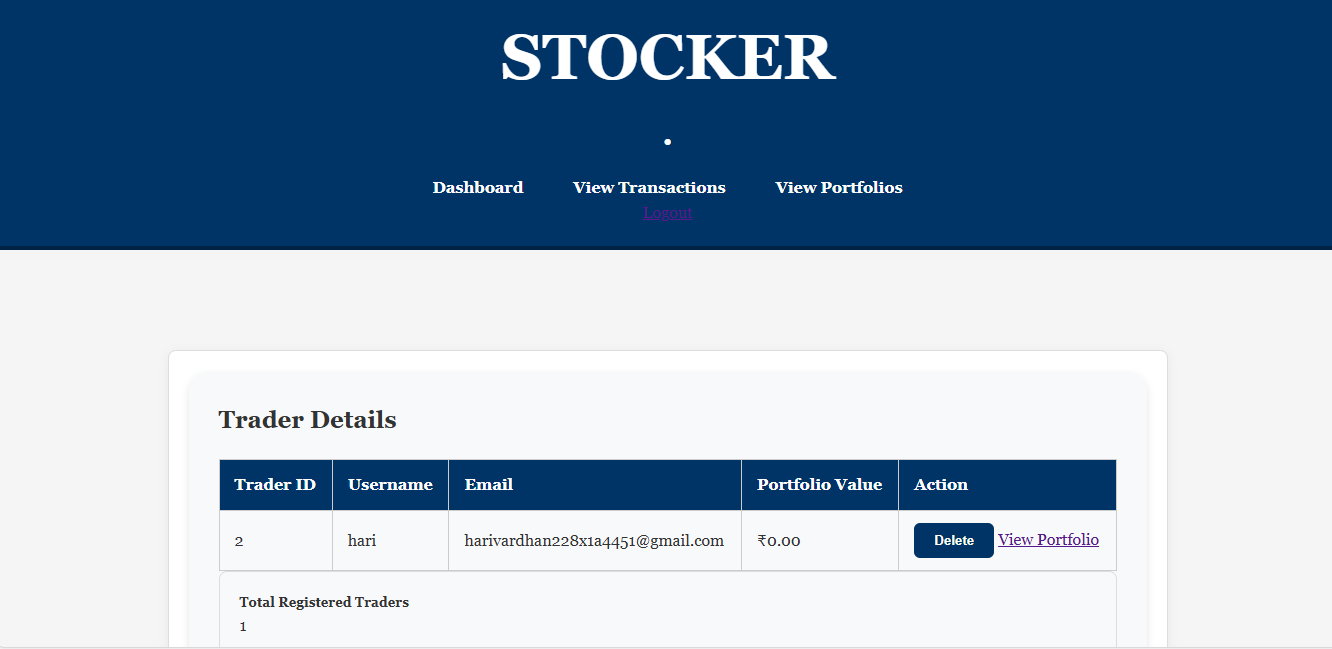 STOCKER
.
Dashboard View Transactions View Portfolios
Logout
Trader Details
Trader ID Username Email Portfolio Value Action
2 hari harivardhan228x1a4451@gmail.com ₹0.00 Delete View Portfolio
Total Registered Traders
1